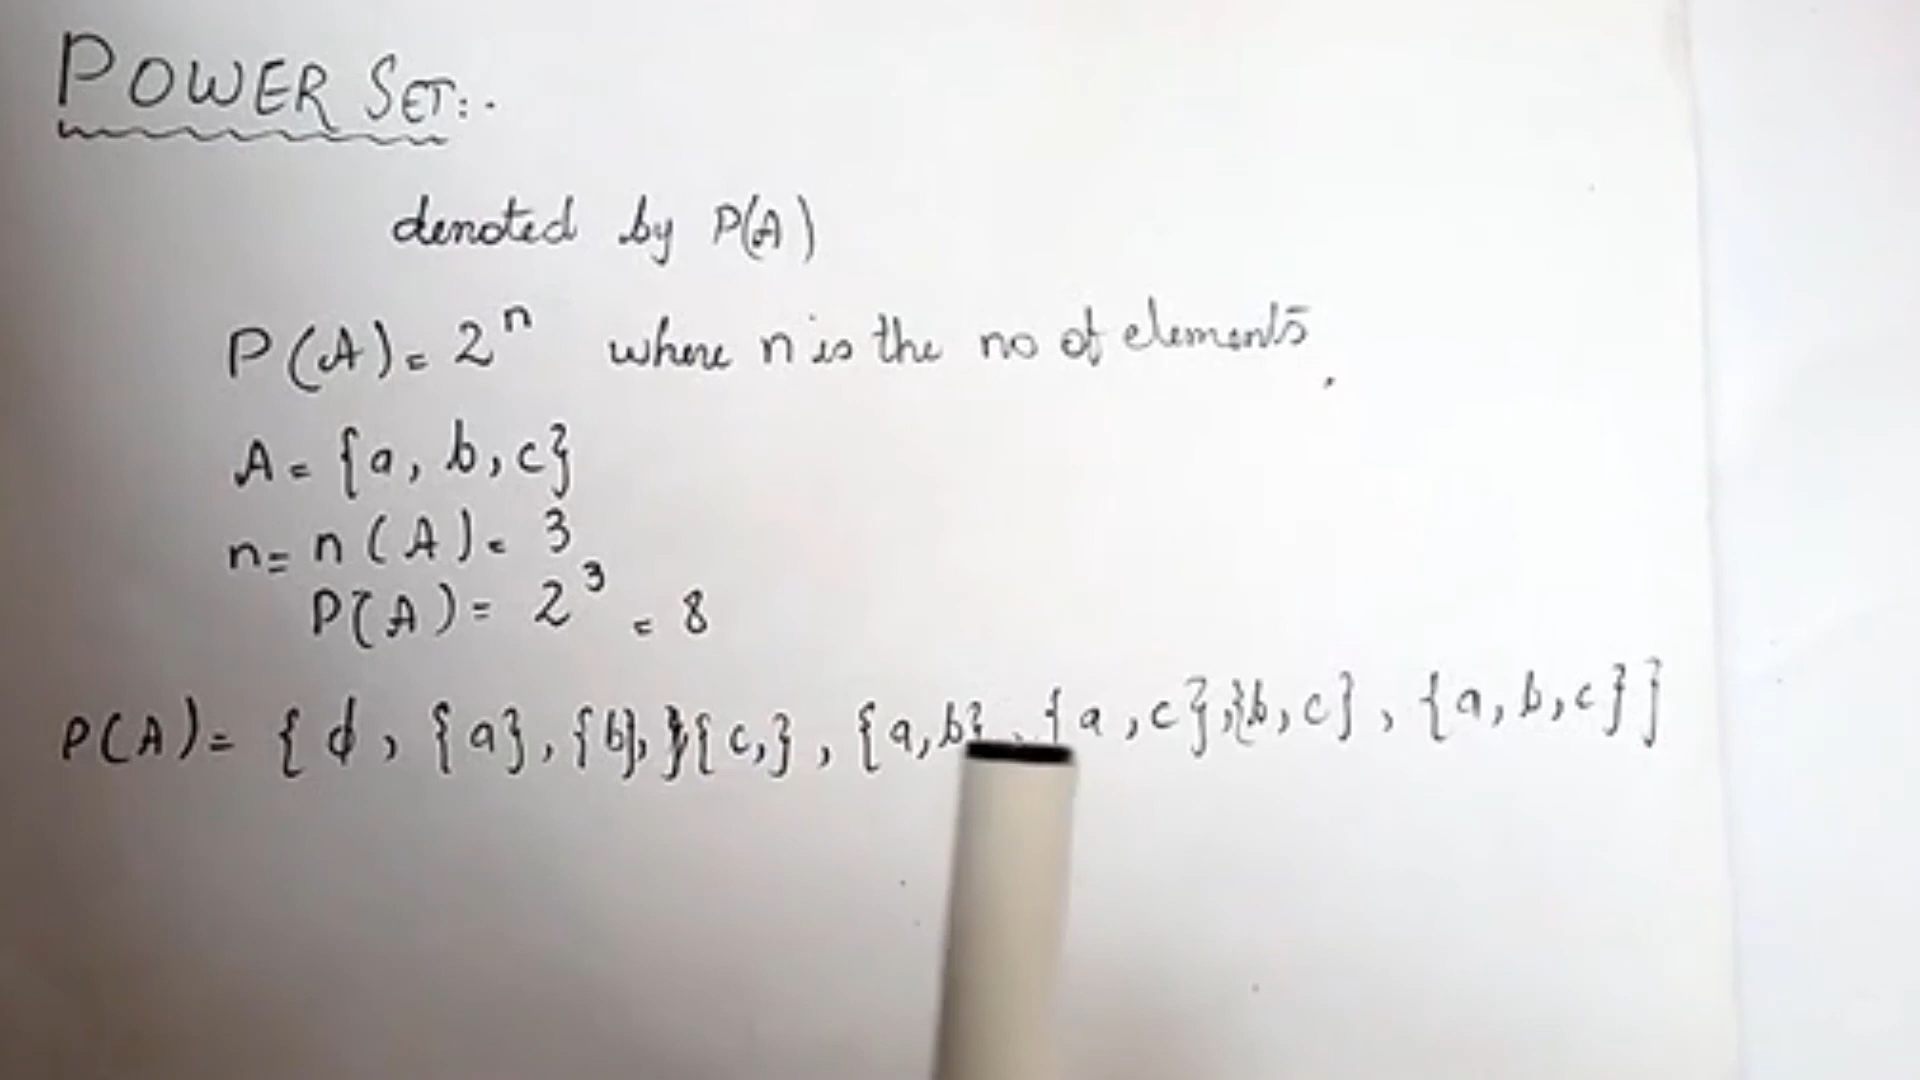 POWER SET:-
denoted by P(A)
P(A) = 2ⁿ where n is the no of elements.
A = {a, b, c}
n = n(A) = 3
P(A) = 2³ = 8
P(A) = {ϕ, {a}, {b}, }{c,}, {a,b}, {a,c},{b,c}, {a,b,c}}